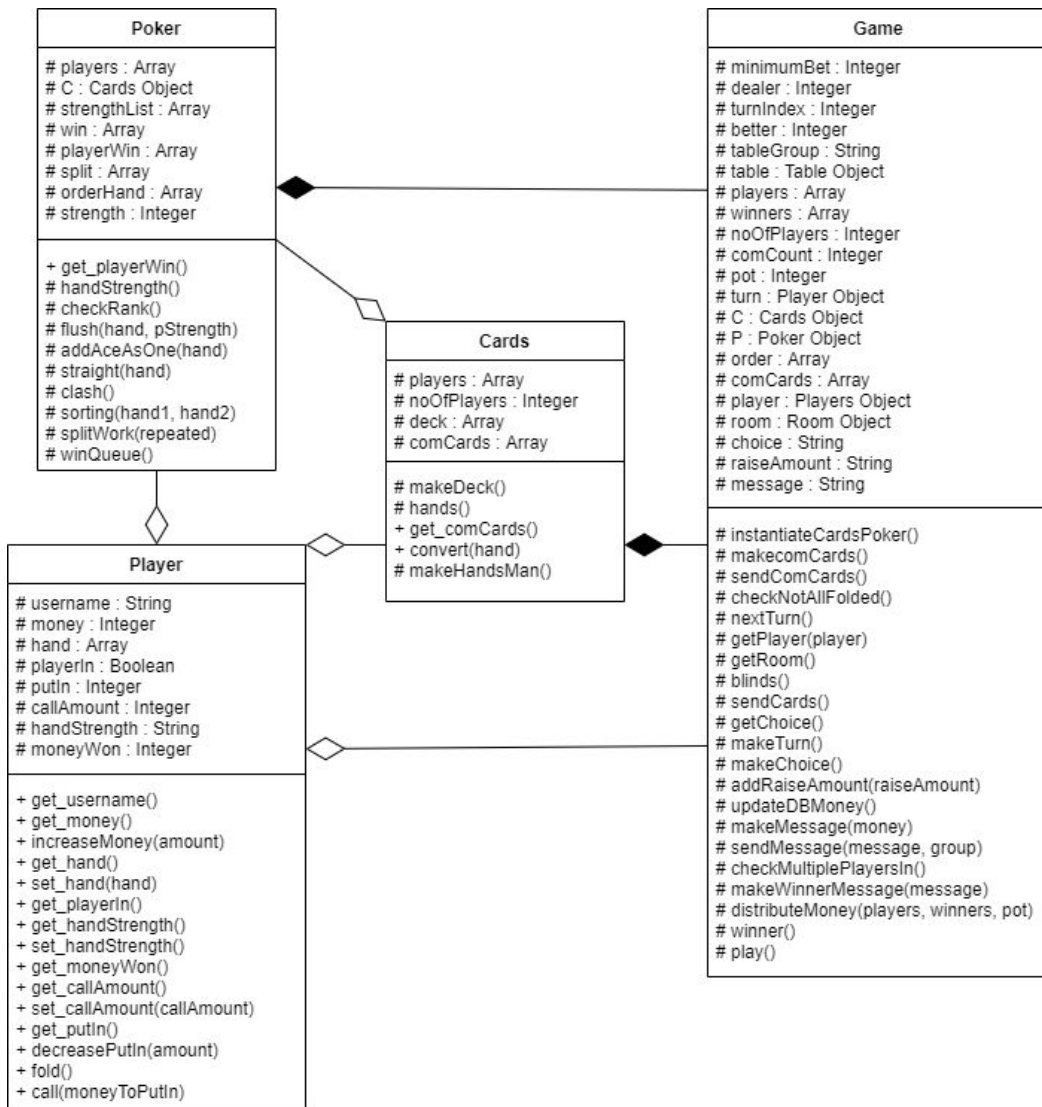 Poker
# players : Array
# C : Cards Object
# strengthList : Array
# win : Array
# playerWin : Array
# split : Array
# orderHand : Array
# strength : Integer
+ get_playerWin()
# handStrength()
# checkRank()
# flush(hand, pStrength)
# addAceAsOne(hand)
# straight(hand)
# clash()
# sorting(hand1, hand2)
# splitWork(repeated)
# winQueue()
Cards
# players : Array
# noOfPlayers : Integer
# deck : Array
# comCards : Array
# makeDeck()
# hands()
+ get_comCards()
+ convert(hand)
# makeHandsMan()
Player
# username : String
# money : Integer
# hand : Array
# playerIn : Boolean
# putIn : Integer
# callAmount : Integer
# handStrength : String
# moneyWon : Integer
+ get_username()
+ get_money()
+ increaseMoney(amount)
+ get_hand()
+ set_hand(hand)
+ get_playerIn()
+ get_handStrength()
+ set_handStrength()
+ get_moneyWon()
+ get_callAmount()
+ set_callAmount(callAmount)
+ get_putIn()
+ decreasePutIn(amount)
+ fold()
+ call(moneyToPutIn)
Game
# minimumBet : Integer
# dealer : Integer
# turnIndex : Integer
# better : Integer
# tableGroup : String
# table : Table Object
# players : Array
# winners : Array
# noOfPlayers : Integer
# comCount : Integer
# pot : Integer
# turn : Player Object
# C : Cards Object
# P : Poker Object
# order : Array
# comCards : Array
# player : Players Object
# room : Room Object
# choice : String
# raiseAmount : String
# message : String
# instantiateCardsPoker()
# makecomCards()
# sendComCards()
# checkNotAllFolded()
# nextTurn()
# getPlayer(player)
# getRoom()
# blinds()
# sendCards()
# getChoice()
# makeTurn()
# makeChoice()
# addRaiseAmount(raiseAmount)
# updateDBMoney()
# makeMessage(money)
# sendMessage(message, group)
# checkMultiplePlayersIn()
# makeWinnerMessage(message)
# distributeMoney(players, winners, pot)
# winner()
# play()